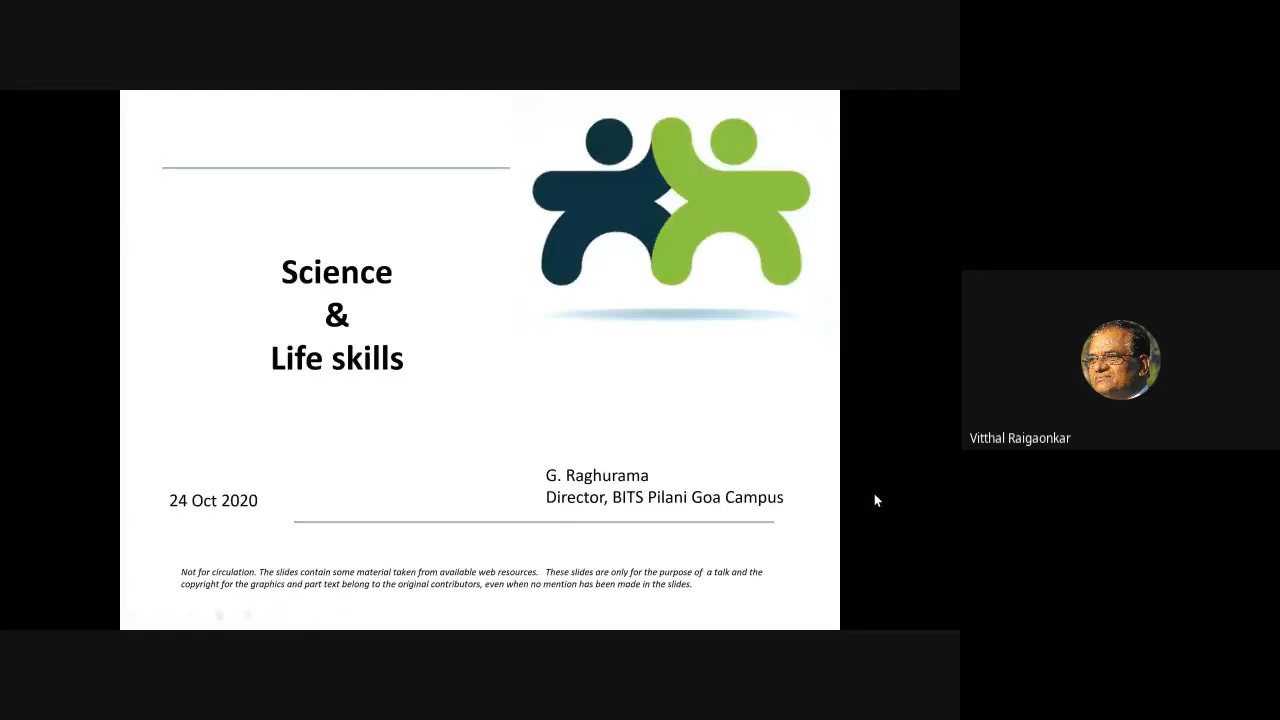 Science
&
Life skills
G. Raghurama
Director, BITS Pilani Goa Campus
24 Oct 2020
Not for circulation. The slides contain some material taken from available web resources. These slides are only for the purpose of a talk and the
copyright for the graphics and part text belong to the original contributors, even when no mention has been made in the slides.
Vitthal Raigaonkar